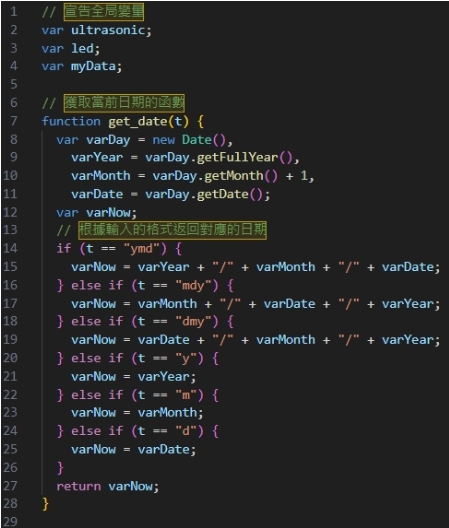 1 // 宣告全局變量
2 var ultrasonic;
3 var led;
4 var myData;
5
6 // 獲取當前日期的函數
7 function get_date(t) {
8 var varDay = new Date(),
9 varYear = varDay.getFullYear(),
10 varMonth = varDay.getMonth() + 1,
11 varDate = varDay.getDate();
12 var varNow;
13 // 根據輸入的格式返回對應的日期
14 if (t == "ymd") {
15 varNow = varYear + "/" + varMonth + "/" + varDate;
16 } else if (t == "mdy") {
17 varNow = varMonth + "/" + varDate + "/" + varYear;
18 } else if (t == "dmy") {
19 varNow = varDate + "/" + varMonth + "/" + varYear;
20 } else if (t == "y") {
21 varNow = varYear;
22 } else if (t == "m") {
23 varNow = varMonth;
24 } else if (t == "d") {
25 varNow = varDate;
26 }
27 return varNow;
28 }
29